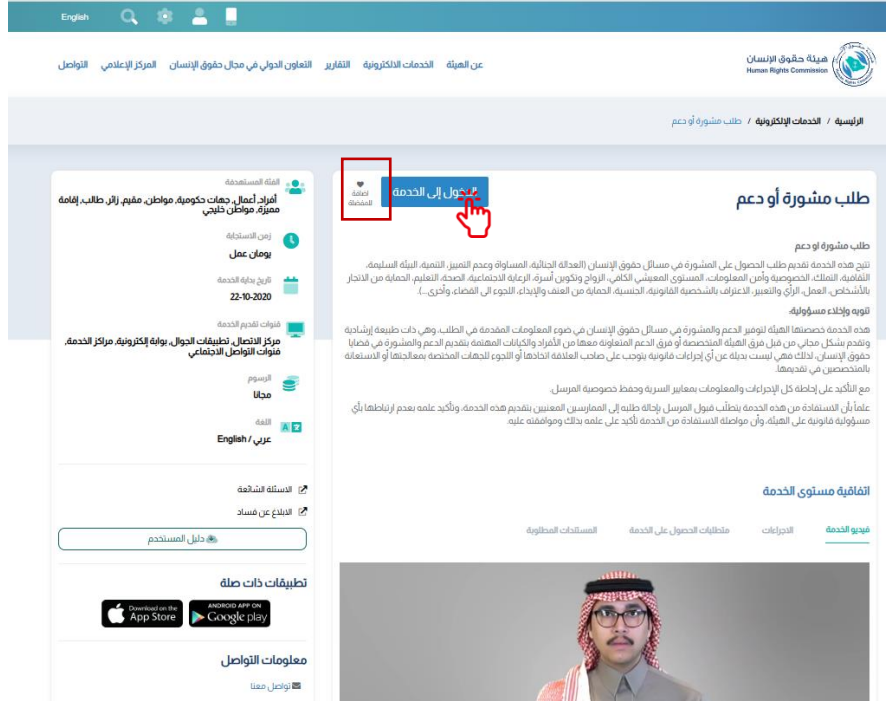 English
هيئة حقوق الإنسان
Human Rights Commission
عن الهيئة الخدمات الالكترونية التقارير التعاون الدولي في مجال حقوق الإنسان المركز الإعلامي التواصل
الرئيسية / الخدمات الإلكترونية / طلب مشورة أو دعم
طلب مشورة أو دعم
الدخول إلى الخدمة
اضافة
للمفضلة
طلب مشورة او دعم
تتيح هذه الخدمة تقديم طلب الحصول على المشورة في مسائل حقوق الإنسان (العدالة الجنائية، المساواة وعدم التمييز، التنمية، البيئة السليمة،
الثقافية، التملك، الخصوصية وأمن المعلومات، المستوى المعيشي الكافي، الزواج وتكوين أسرة، الرعاية الاجتماعية، الصحة، التعليم، الحماية من الاتجار
بالأشخاص، العمل، الرأي والتعبير، الاعتراف بالشخصية القانونية، الجنسية، الحماية من العنف والإيذاء، اللجوء الى القضاء، وأخرى...).
تنويه وإخلاء مسؤولية:
هذه الخدمة خصصتها الهيئة لتوفير الدعم والمشورة في مسائل حقوق الإنسان في ضوء المعلومات المقدمة في الطلب، وهي ذات طبيعة إرشادية
وتقدم بشكل مجاني من قبل فرق الهيئة المتخصصة أو فرق الدعم المتعاونة معها من الأفراد والكيانات المهتمة بتقديم الدعم والمشورة في قضايا
حقوق الإنسان، لذلك فهي ليست بديلة عن أي إجراءات قانونية يتوجب على صاحب العلاقة اتخاذها أو اللجوء للجهات المختصة بمعالجتها أو الاستعانة
بالمتخصصين في تقديمها.
مع التأكيد على إحاطة كل الإجراءات والمعلومات بمعايير السرية وحفظ خصوصية المرسل.
علماً بأن الاستفادة من هذه الخدمة يتطلّب قبول المرسل بإحالة طلبه إلى الممارسين المعنيين بتقديم هذه الخدمة، وتأكيد علمه بعدم ارتباطها بأي
مسؤولية قانونية على الهيئة، وأن مواصلة الاستفادة من الخدمة تأكيد على علمه بذلك وموافقته عليه.
اتفاقية مستوى الخدمة
فيديو الخدمة الاجراءات متطلبات الحصول على الخدمة المستندات المطلوبة
الفئة المستهدفة
أفراد, أعمال, جهات حكومية, مواطن, مقيم, زائر, طالب, إقامة
مميزة, مواطن خليجي
زمن الاستجابة
يومان عمل
تاريخ بداية الخدمة
22-10-2020
قنوات تقديم الخدمة
مركز الاتصال, تطبيقات الجوال, بوابة إلكترونية, مراكز الخدمة,
قنوات التواصل الاجتماعي
الرسوم
مجانا
اللغة
عربي / English
الاسئلة الشائعة
الابلاغ عن فساد
دليل المستخدم
تطبيقات ذات صلة
Download on the
App Store
ANDROID APP ON
Google play
معلومات التواصل
تواصل معنا